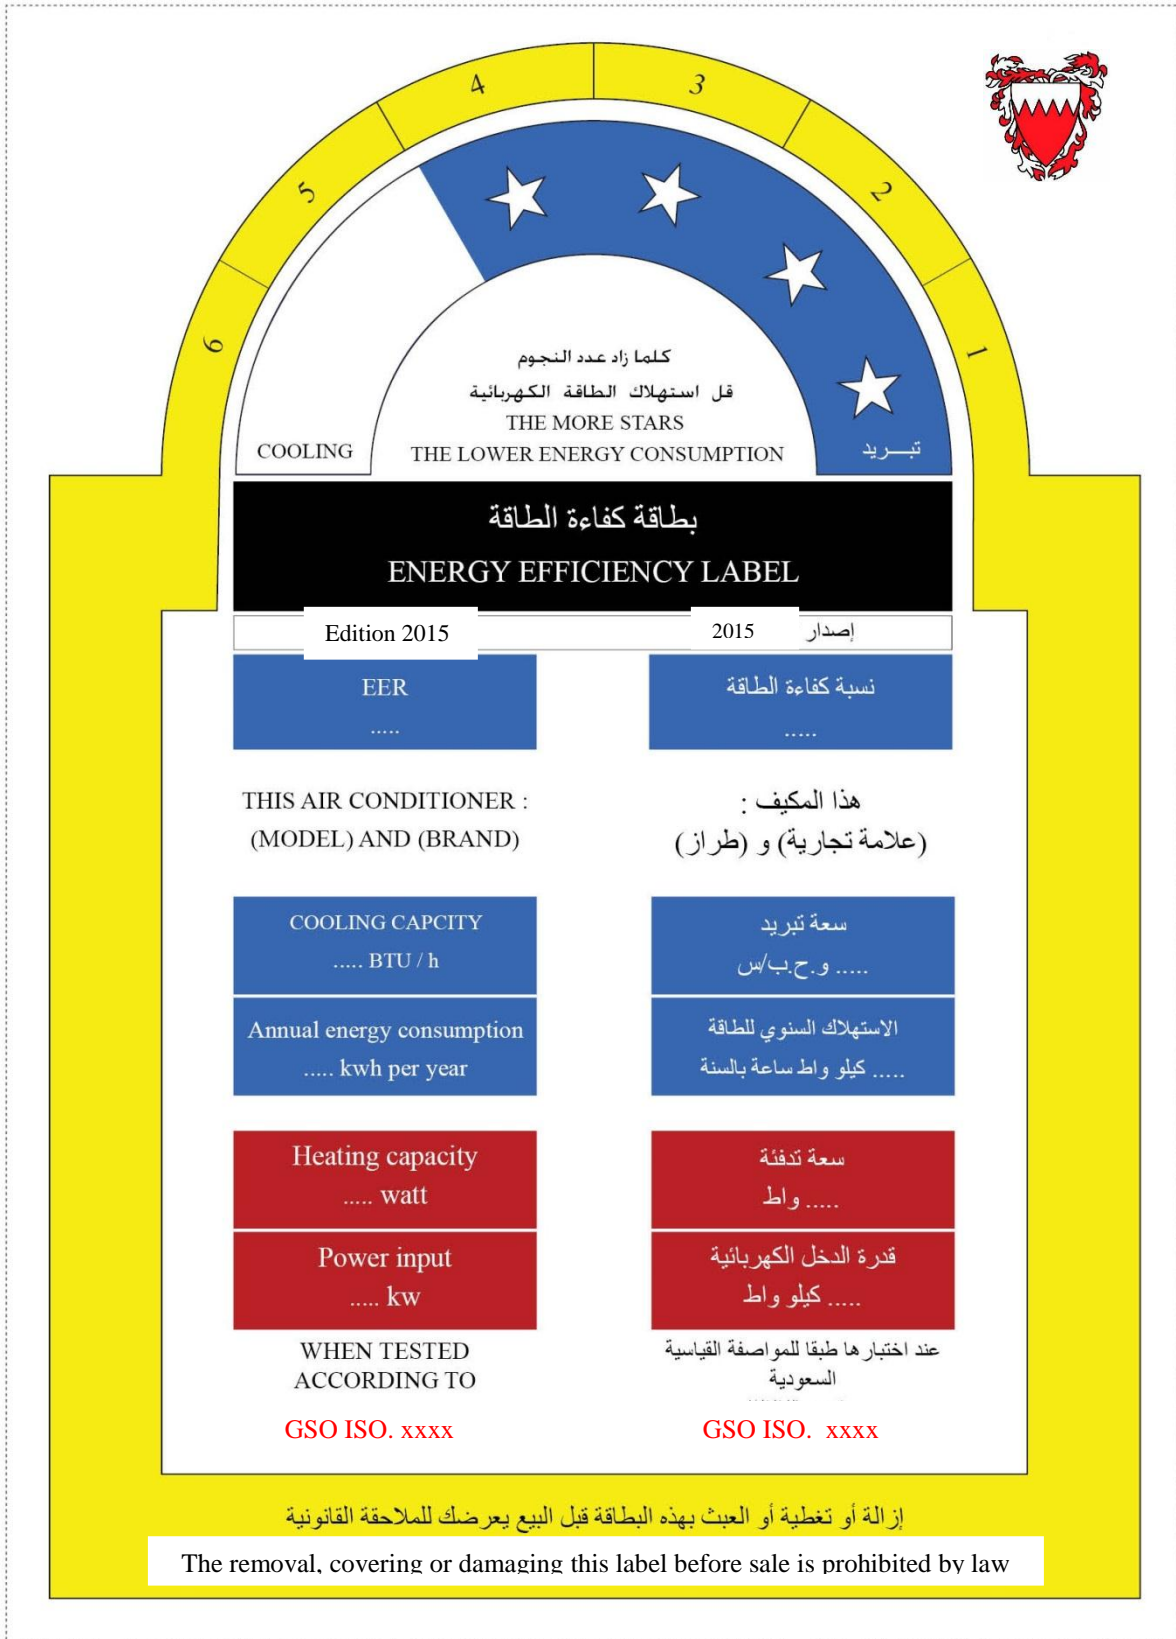 4
3
5
2
6
1
كلما زاد عدد النجوم
قل استهلاك الطاقة الكهربائية
THE MORE STARS
THE LOWER ENERGY CONSUMPTION
COOLING
تبـــريد
بطاقة كفاءة الطاقة
ENERGY EFFICIENCY LABEL
Edition 2015
إصدار 2015
EER
.....
نسبة كفاءة الطاقة
.....
THIS AIR CONDITIONER :
(MODEL) AND (BRAND)
هذا المكيف :
(علامة تجارية) و (طراز)
COOLING CAPCITY
..... BTU / h
سعة تبريد
..... و.ح.ب/س
Annual energy consumption
..... kwh per year
الاستهلاك السنوي للطاقة
..... كيلو واط ساعة بالسنة
Heating capacity
..... watt
سعة تدفئة
..... واط
Power input
..... kw
قدرة الدخل الكهربائية
..... كيلو واط
WHEN TESTED
ACCORDING TO
عند اختبارها طبقا للمواصفة القياسية
السعودية
GSO ISO. xxxx
GSO ISO. xxxx
إزالة أو تغطية أو العبث بهذه البطاقة قبل البيع يعرضك للملاحقة القانونية
The removal, covering or damaging this label before sale is prohibited by law